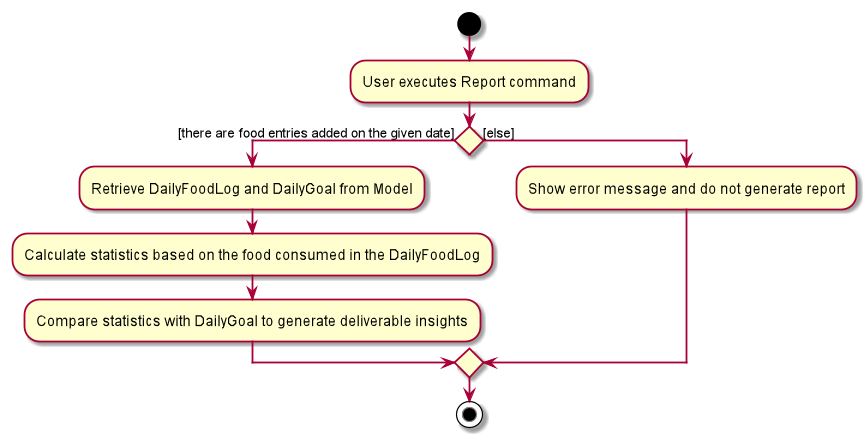 User executes Report command
[there are food entries added on the given date]
[else]
Retrieve DailyFoodLog and DailyGoal from Model
Show error message and do not generate report
Calculate statistics based on the food consumed in the DailyFoodLog
Compare statistics with DailyGoal to generate deliverable insights